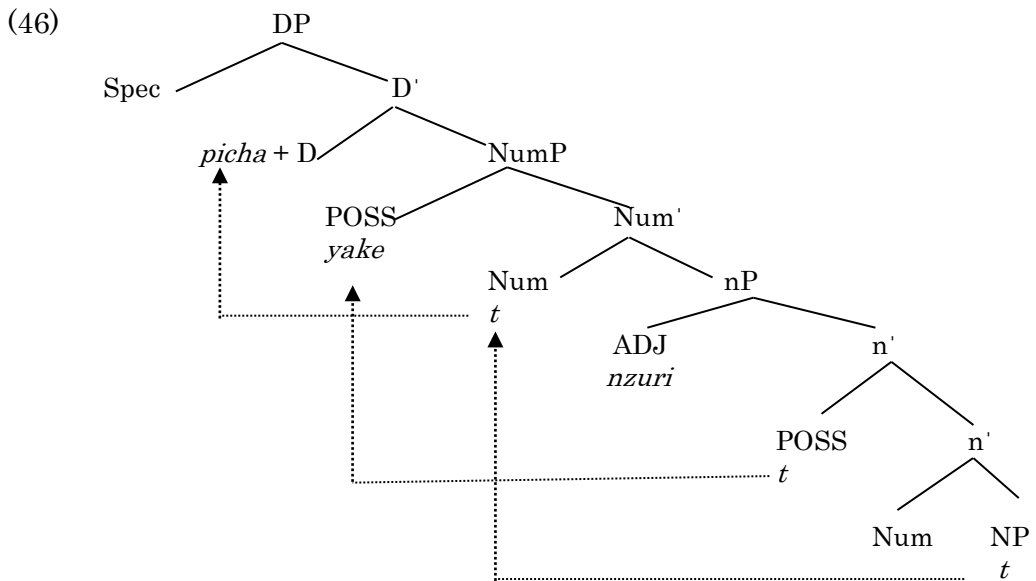 (46)
DP
Spec
D'
picha + D
NumP
POSS
yake
Num'
Num
t
nP
ADJ
nzuri
n'
POSS
t
n'
Num
NP
t